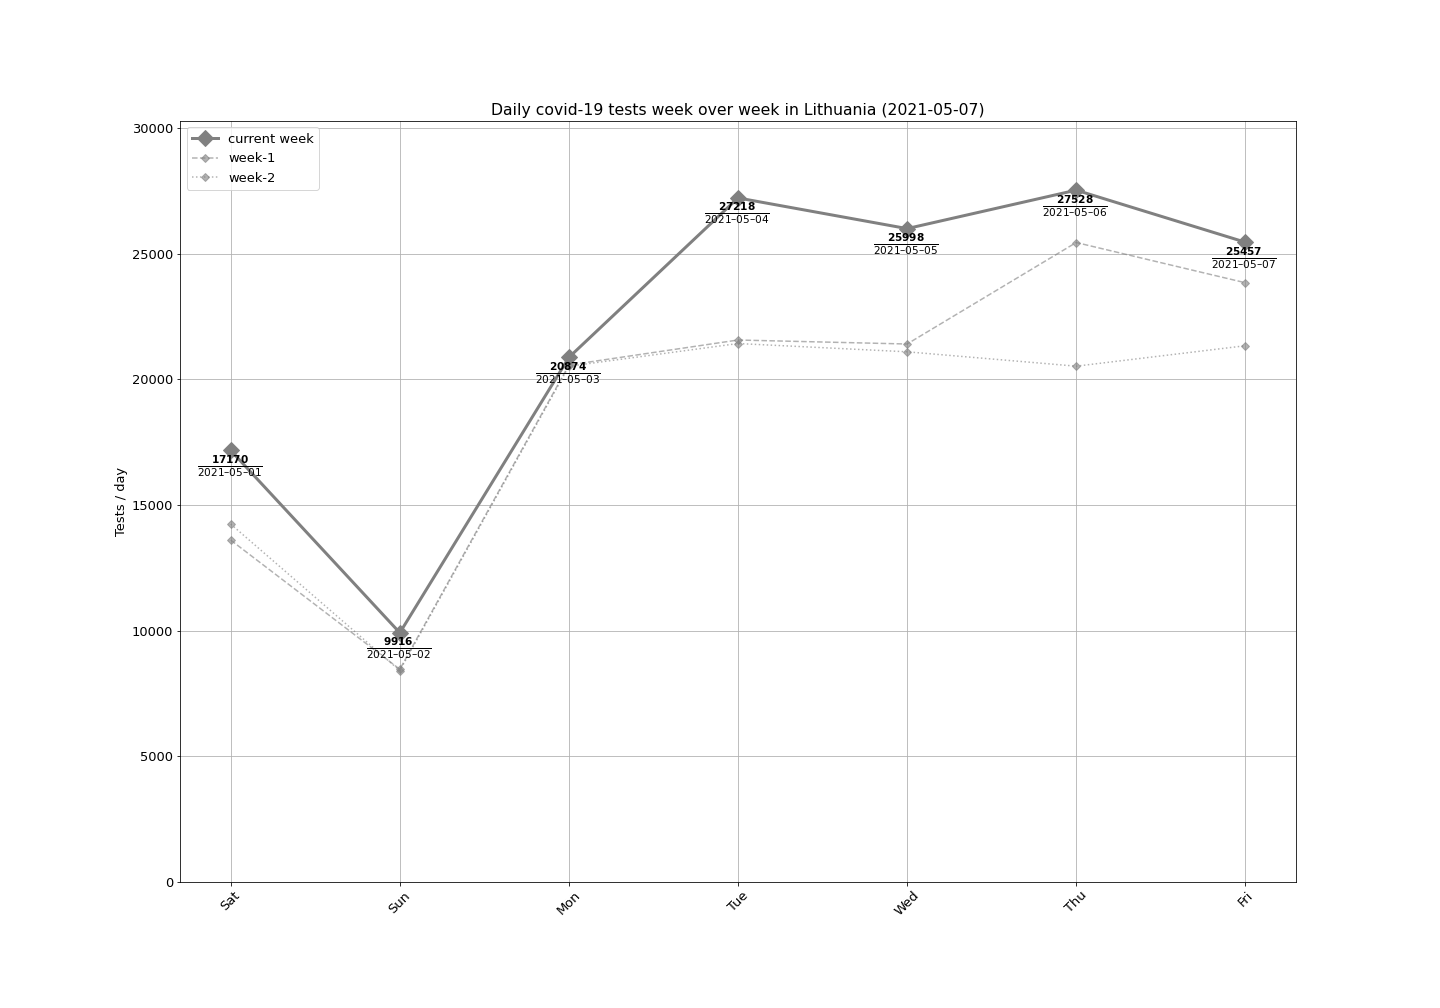 Daily covid-19 tests week over week in Lithuania (2021-05-07)
30000
current week
week-1
week-2
27218
2021–05–04
27528
2021–05–06
25998
2021–05–05
25457
2021–05–07
25000
20874
2021–05–03
20000
17170
2021–05–01
15000
Tests / day
10000
9916
2021–05–02
5000
0
Sat
Sun
Mon
Tue
Wed
Thu
Fri